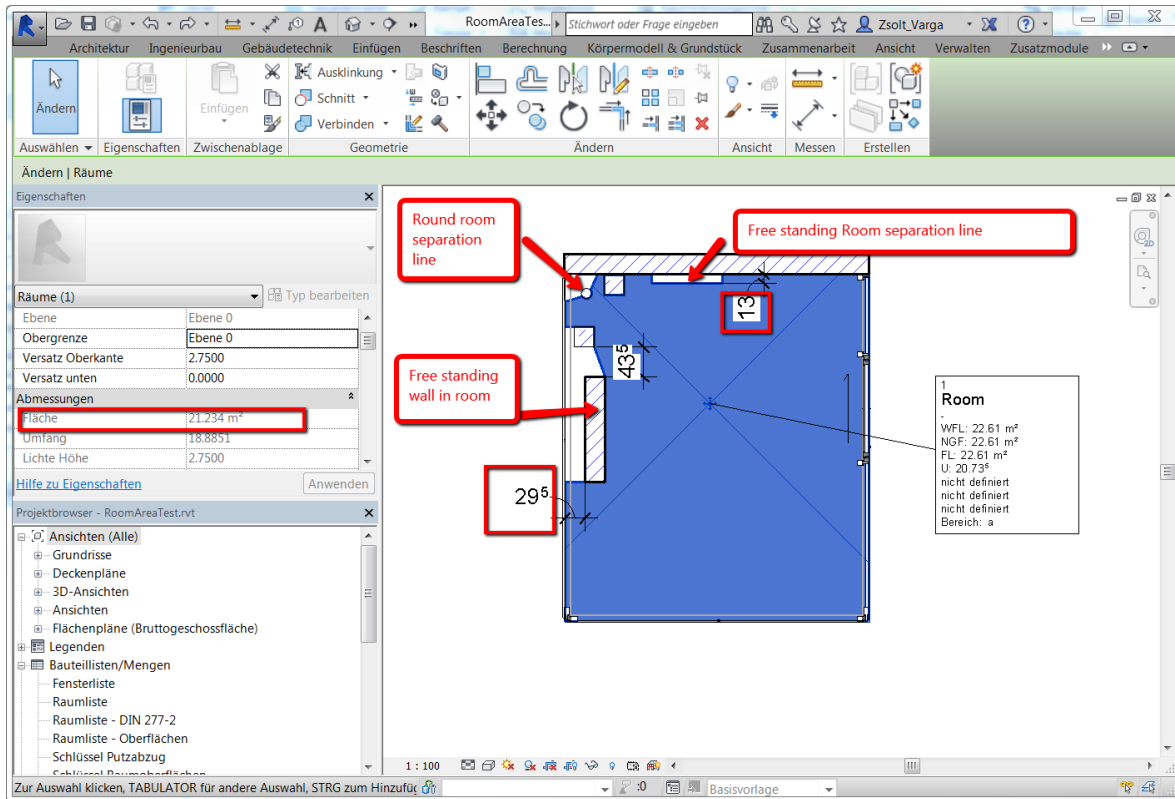 RoomAreaTes...
Stichwort oder Frage eingeben
Zsolt_Varga
Architektur Ingenieurbau Gebäudetechnik Einfügen Beschriften Berechnung Körpermodell & Grundstück Zusammenarbeit Ansicht Verwalten Zusatzmodule
Ändern
Einfügen
Ausklinkung
Schnitt
Verbinden
Auswählen Eigenschaften Zwischenablage Geometrie Ändern Ansicht Messen Erstellen
Ändern | Räume
Eigenschaften
Räume (1)
Typ bearbeiten
Ebene Ebene 0
Obergrenze Ebene 0
Versatz Oberkante 2.7500
Versatz unten 0.0000
Abmessungen
Fläche 21.234 m²
Umfang 18.8851
Lichte Höhe 2.7500
Hilfe zu Eigenschaften
Anwenden
Projektbrowser - RoomAreaTest.rvt
Ansichten (Alle)
Grundrisse
Deckenpläne
3D-Ansichten
Ansichten
Flächenpläne (Bruttogeschossfläche)
Legenden
Bauteillisten/Mengen
Fensterliste
Raumliste
Raumliste - DIN 277-2
Raumliste - Oberflächen
Schlüssel Putzabzug
Schlüssel Raumoberflächen
Round room
separation
line
Free standing Room separation line
13
43⁵
Free standing
wall in room
29⁵
1
Room
-
WFL: 22.61 m²
NGF: 22.61 m²
FL: 22.61 m²
U: 20.73⁶
nicht definiert
nicht definiert
nicht definiert
Bereich: a
1 : 100
Zur Auswahl klicken, TABULATOR für andere Auswahl, STRG zum Hinzufüg
:0
Basisvorlage